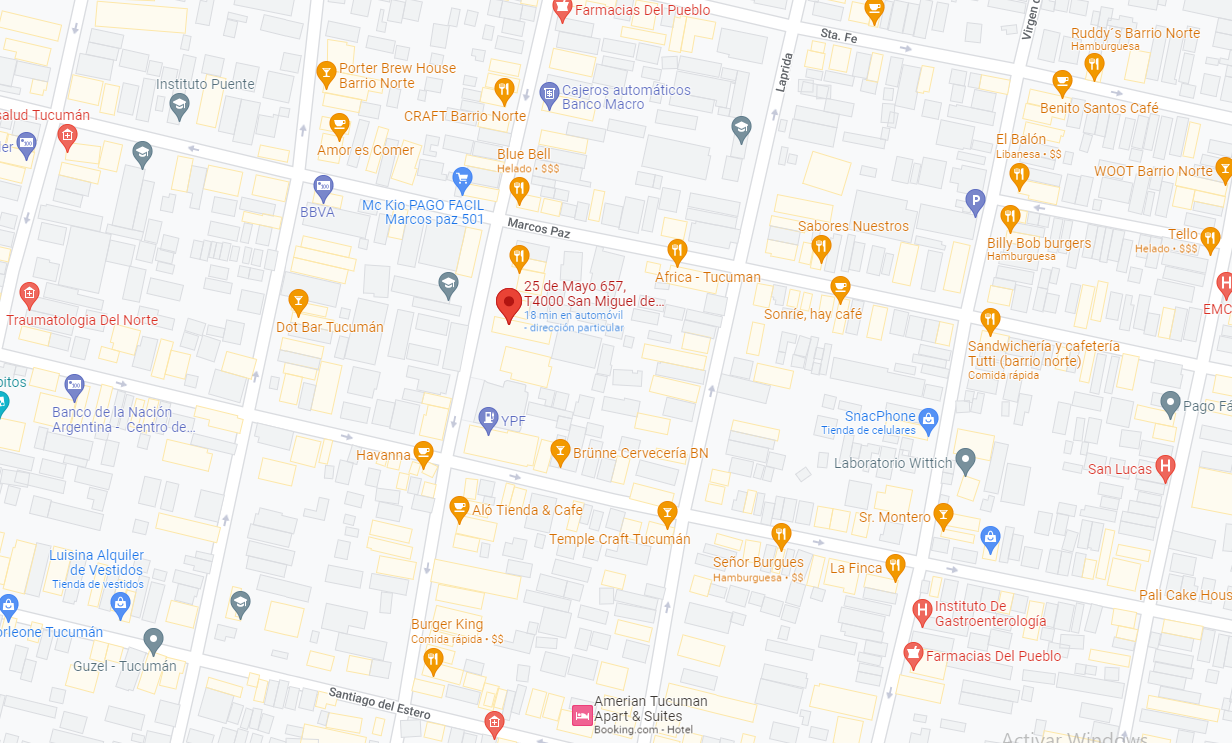 Farmacias Del Pueblo
Sta. Fe
Virgen
Ruddy´s Barrio Norte
Hamburguesa
Porter Brew House
Barrio Norte
Laprida
Instituto Puente
Cajeros automáticos
Banco Macro
CRAFT Barrio Norte
Benito Santos Café
salud Tucumán
Amor es Comer
El Balón
Libanesa • $$
Blue Bell
Helado • $$$
WOOT Barrio Norte
BBVA
Mc Kio PAGO FACIL
Marcos paz 501
Marcos Paz
Sabores Nuestros
Tello
Helado • $$$
Billy Bob burgers
Hamburguesa
Africa - Tucuman
25 de Mayo 657,
T4000 San Miguel de...
18 min en automóvil
- dirección particular
Sonríe, hay café
EMC
Traumatologia Del Norte
Dot Bar Tucumán
Sandwichería y cafetería
Tutti (barrio norte)
Comida rápida
Banco de la Nación
Argentina - Centro de...
YPF
SnacPhone
Tienda de celulares
Pago Fá
Havanna
Brünne Cervecería BN
Laboratorio Wittich
San Lucas
Aló Tienda & Cafe
Sr. Montero
Temple Craft Tucumán
Luisina Alquiler
de Vestidos
Tienda de vestidos
Señor Burgues
Hamburguesa • $$
La Finca
Pali Cake Hous
Instituto De
Gastroenterología
orleone Tucumán
Burger King
Comida rápida • $$
Guzel - Tucumán
Farmacias Del Pueblo
Santiago del Estero
Amerian Tucuman
Apart & Suites
Booking.com • Hotel
Activar Windows